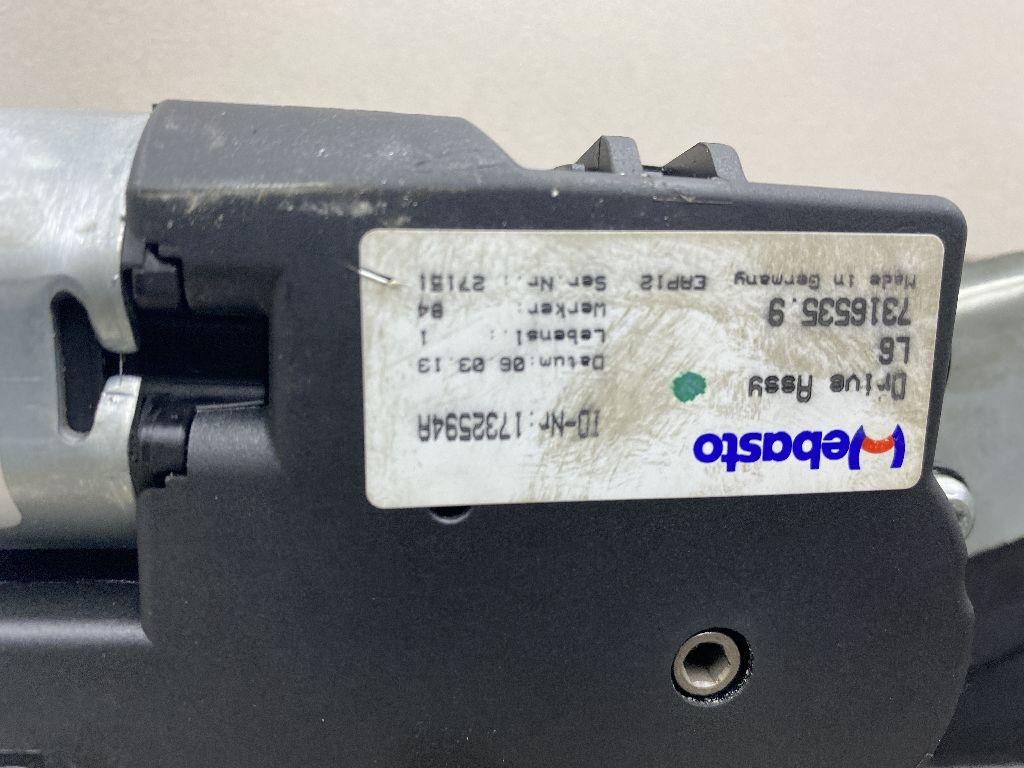 Webasto
ID-Nr:1732594A
Drive Assy
L6
7316535.9
Made in Germany EAP12
Datum:06.03.13
Lebensl.: 1
Werker: 84
Ser.Nr.: 27151